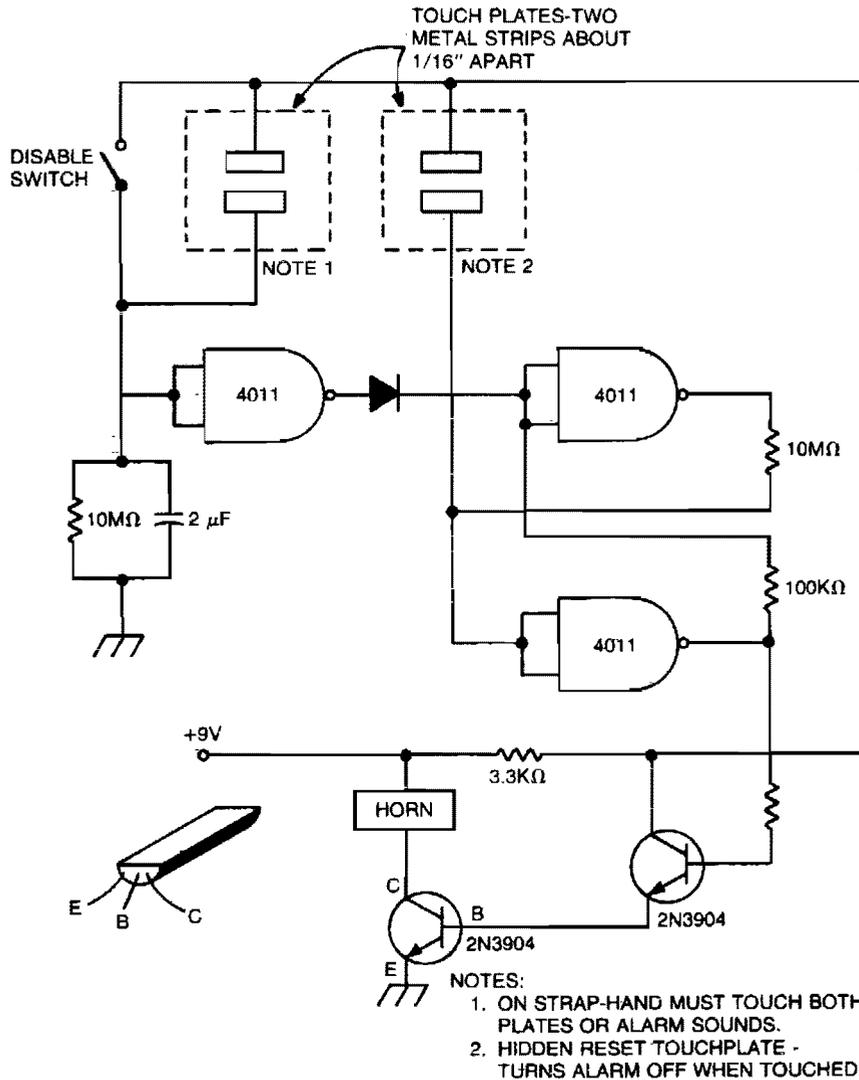 TOUCH PLATES-TWO
METAL STRIPS ABOUT
1/16" APART
DISABLE
SWITCH
NOTE 1
NOTE 2
4011
4011
10MΩ
10MΩ
2 µF
100KΩ
4011
+9V
3.3KΩ
HORN
E
B
C
C
B
2N3904
2N3904
E
NOTES:
1. ON STRAP-HAND MUST TOUCH BOTH
PLATES OR ALARM SOUNDS.
2. HIDDEN RESET TOUCHPLATE -
TURNS ALARM OFF WHEN TOUCHED